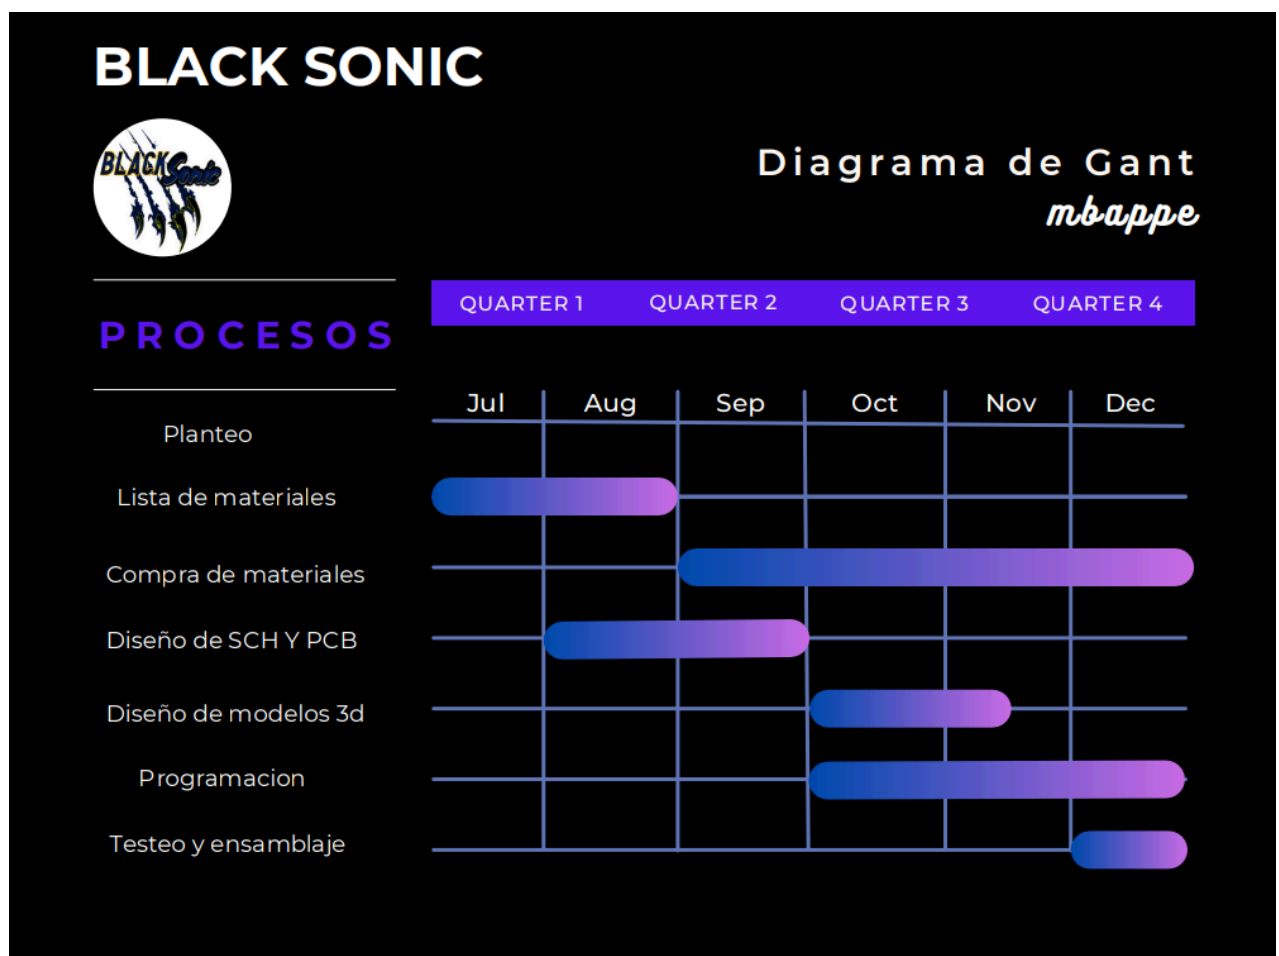 BLACK SONIC
BLACK Sonic
Diagrama de Gant
mbappe
QUARTER 1 QUARTER 2 QUARTER 3 QUARTER 4
PROCESOS
Jul Aug Sep Oct Nov Dec
Planteo
Lista de materiales
Compra de materiales
Diseño de SCH Y PCB
Diseño de modelos 3d
Programacion
Testeo y ensamblaje